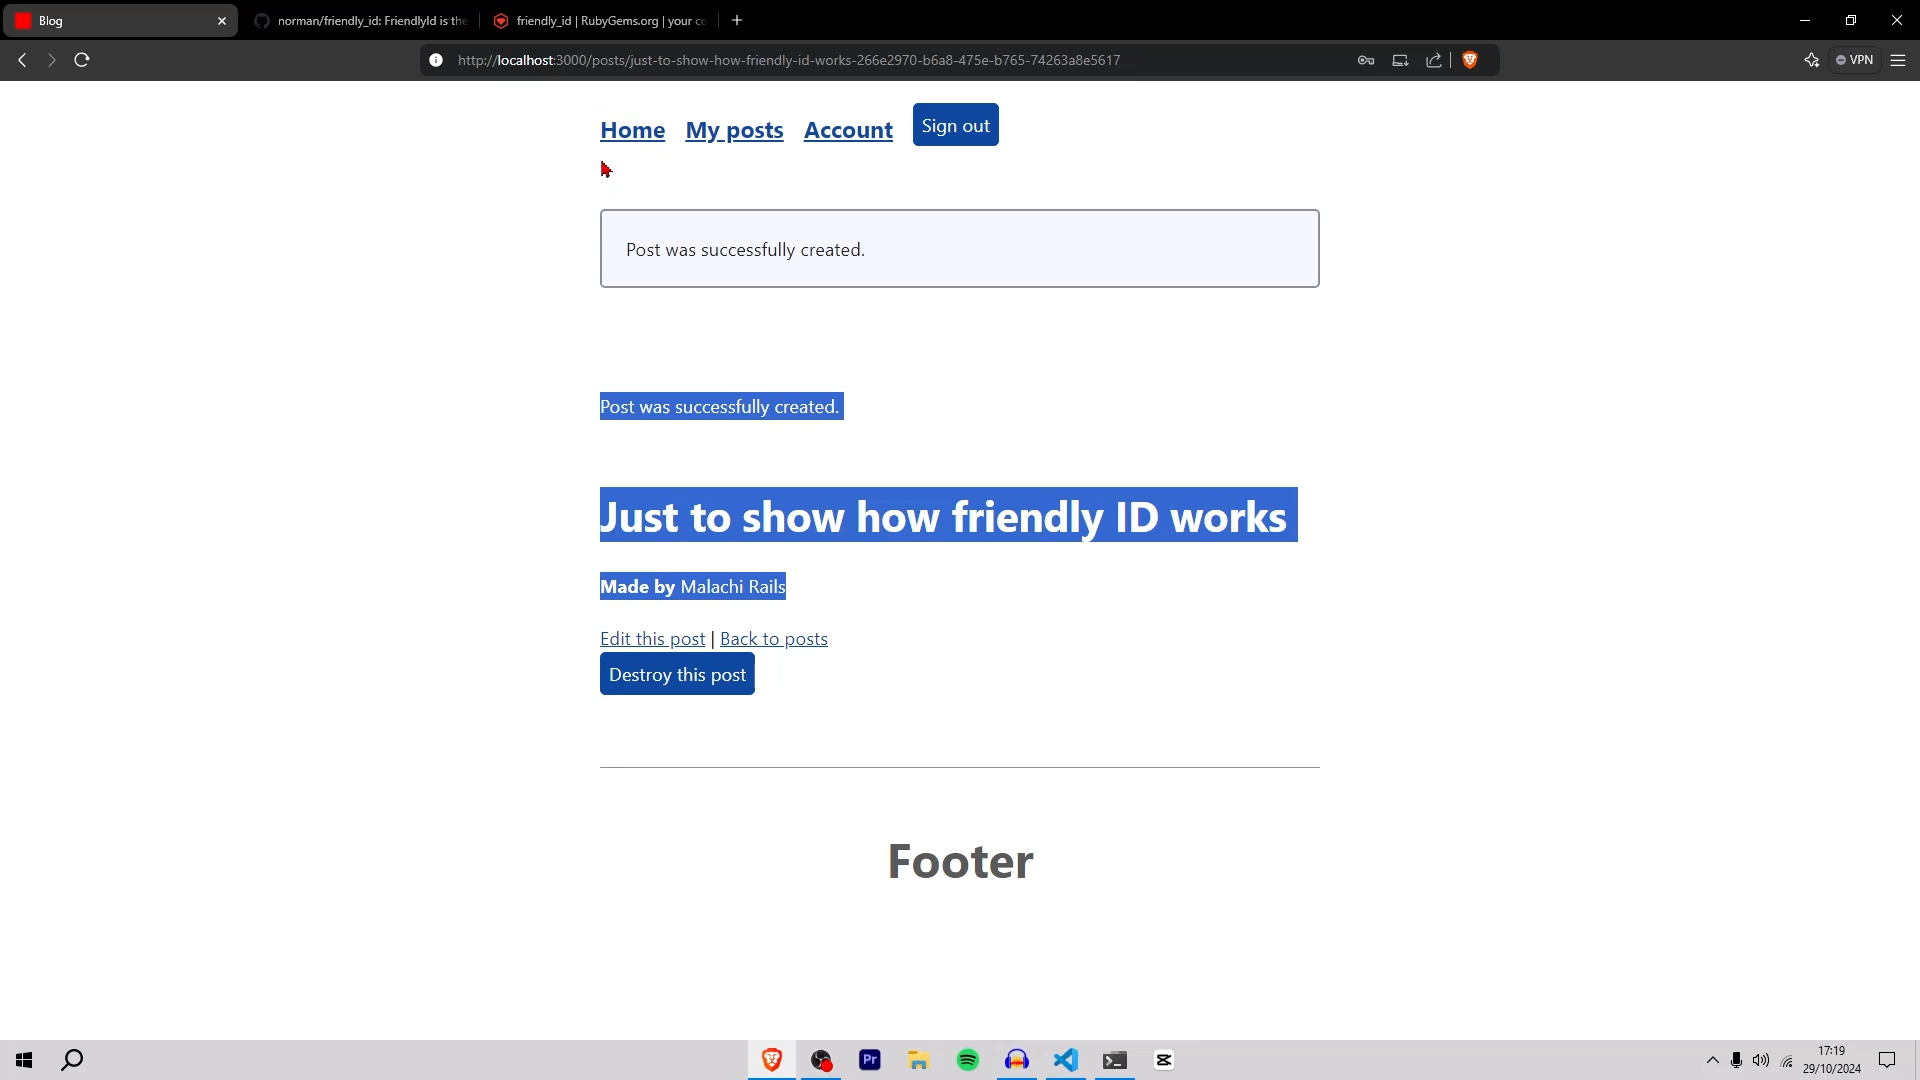 Blog
norman/friendly_id: FriendlyId is the
friendly_id | RubyGems.org | your co
http://localhost:3000/posts/just-to-show-how-friendly-id-works-266e2970-b6a8-475e-b765-74263a8e5617
VPN
Home My posts Account Sign out
Post was successfully created.
Post was successfully created.
Just to show how friendly ID works
Made by Malachi Rails
Edit this post | Back to posts
Destroy this post
Footer
Pr
17:19
29/10/2024